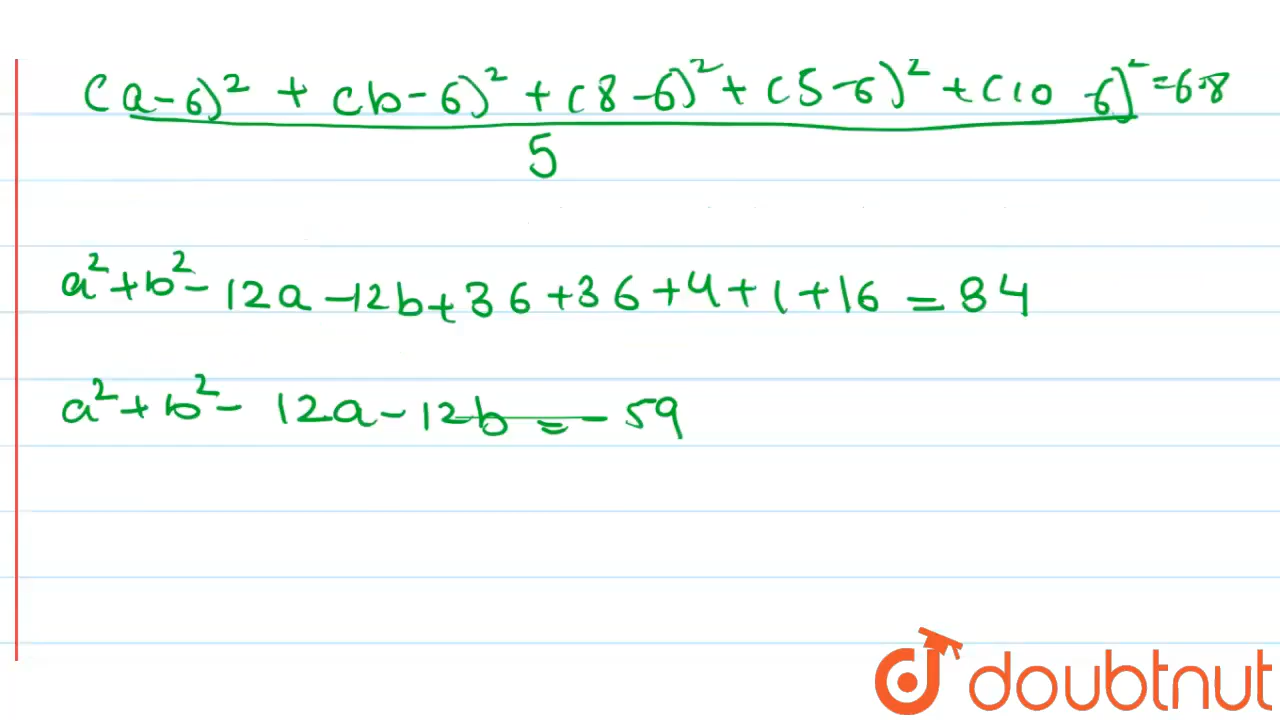 (a-6)² + (b-6)² + (8-6)² + (5-6)² + (10 -6)² = 6.8
5
a² + b² - 12a - 12b + 36 + 36 + 4 + 1 + 16 = 34
a² + b² - 12a - 12b = - 59
doubtnut